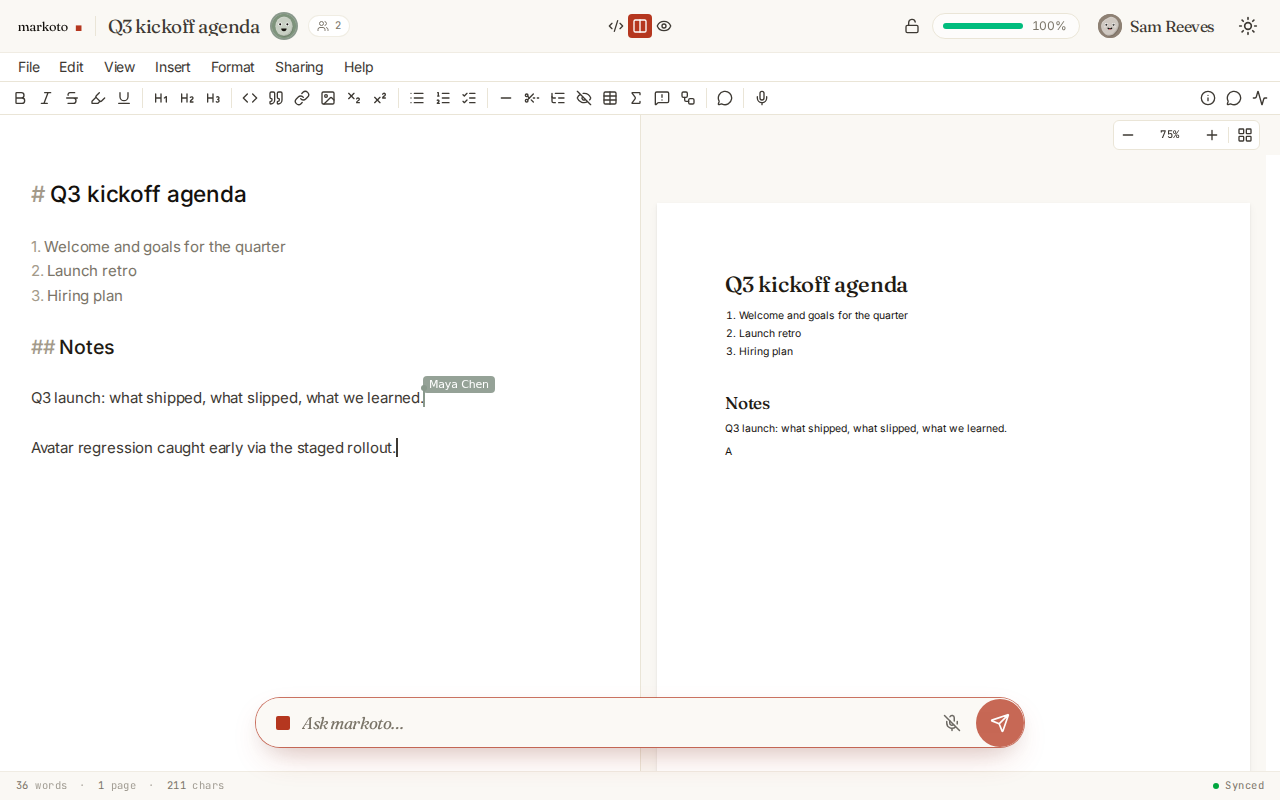 markoto
Q3 kickoff agenda
2
100%
Sam Reeves
File Edit View Insert Format Sharing Help
H1 H2 H3
75%
# Q3 kickoff agenda
1. Welcome and goals for the quarter
2. Launch retro
3. Hiring plan
## Notes
Maya Chen
Q3 launch: what shipped, what slipped, what we learned.
Avatar regression caught early via the staged rollout.
Q3 kickoff agenda
1. Welcome and goals for the quarter
2. Launch retro
3. Hiring plan
Notes
Q3 launch: what shipped, what slipped, what we learned.
A
Ask markoto...
36 words · 1 page · 211 chars
Synced